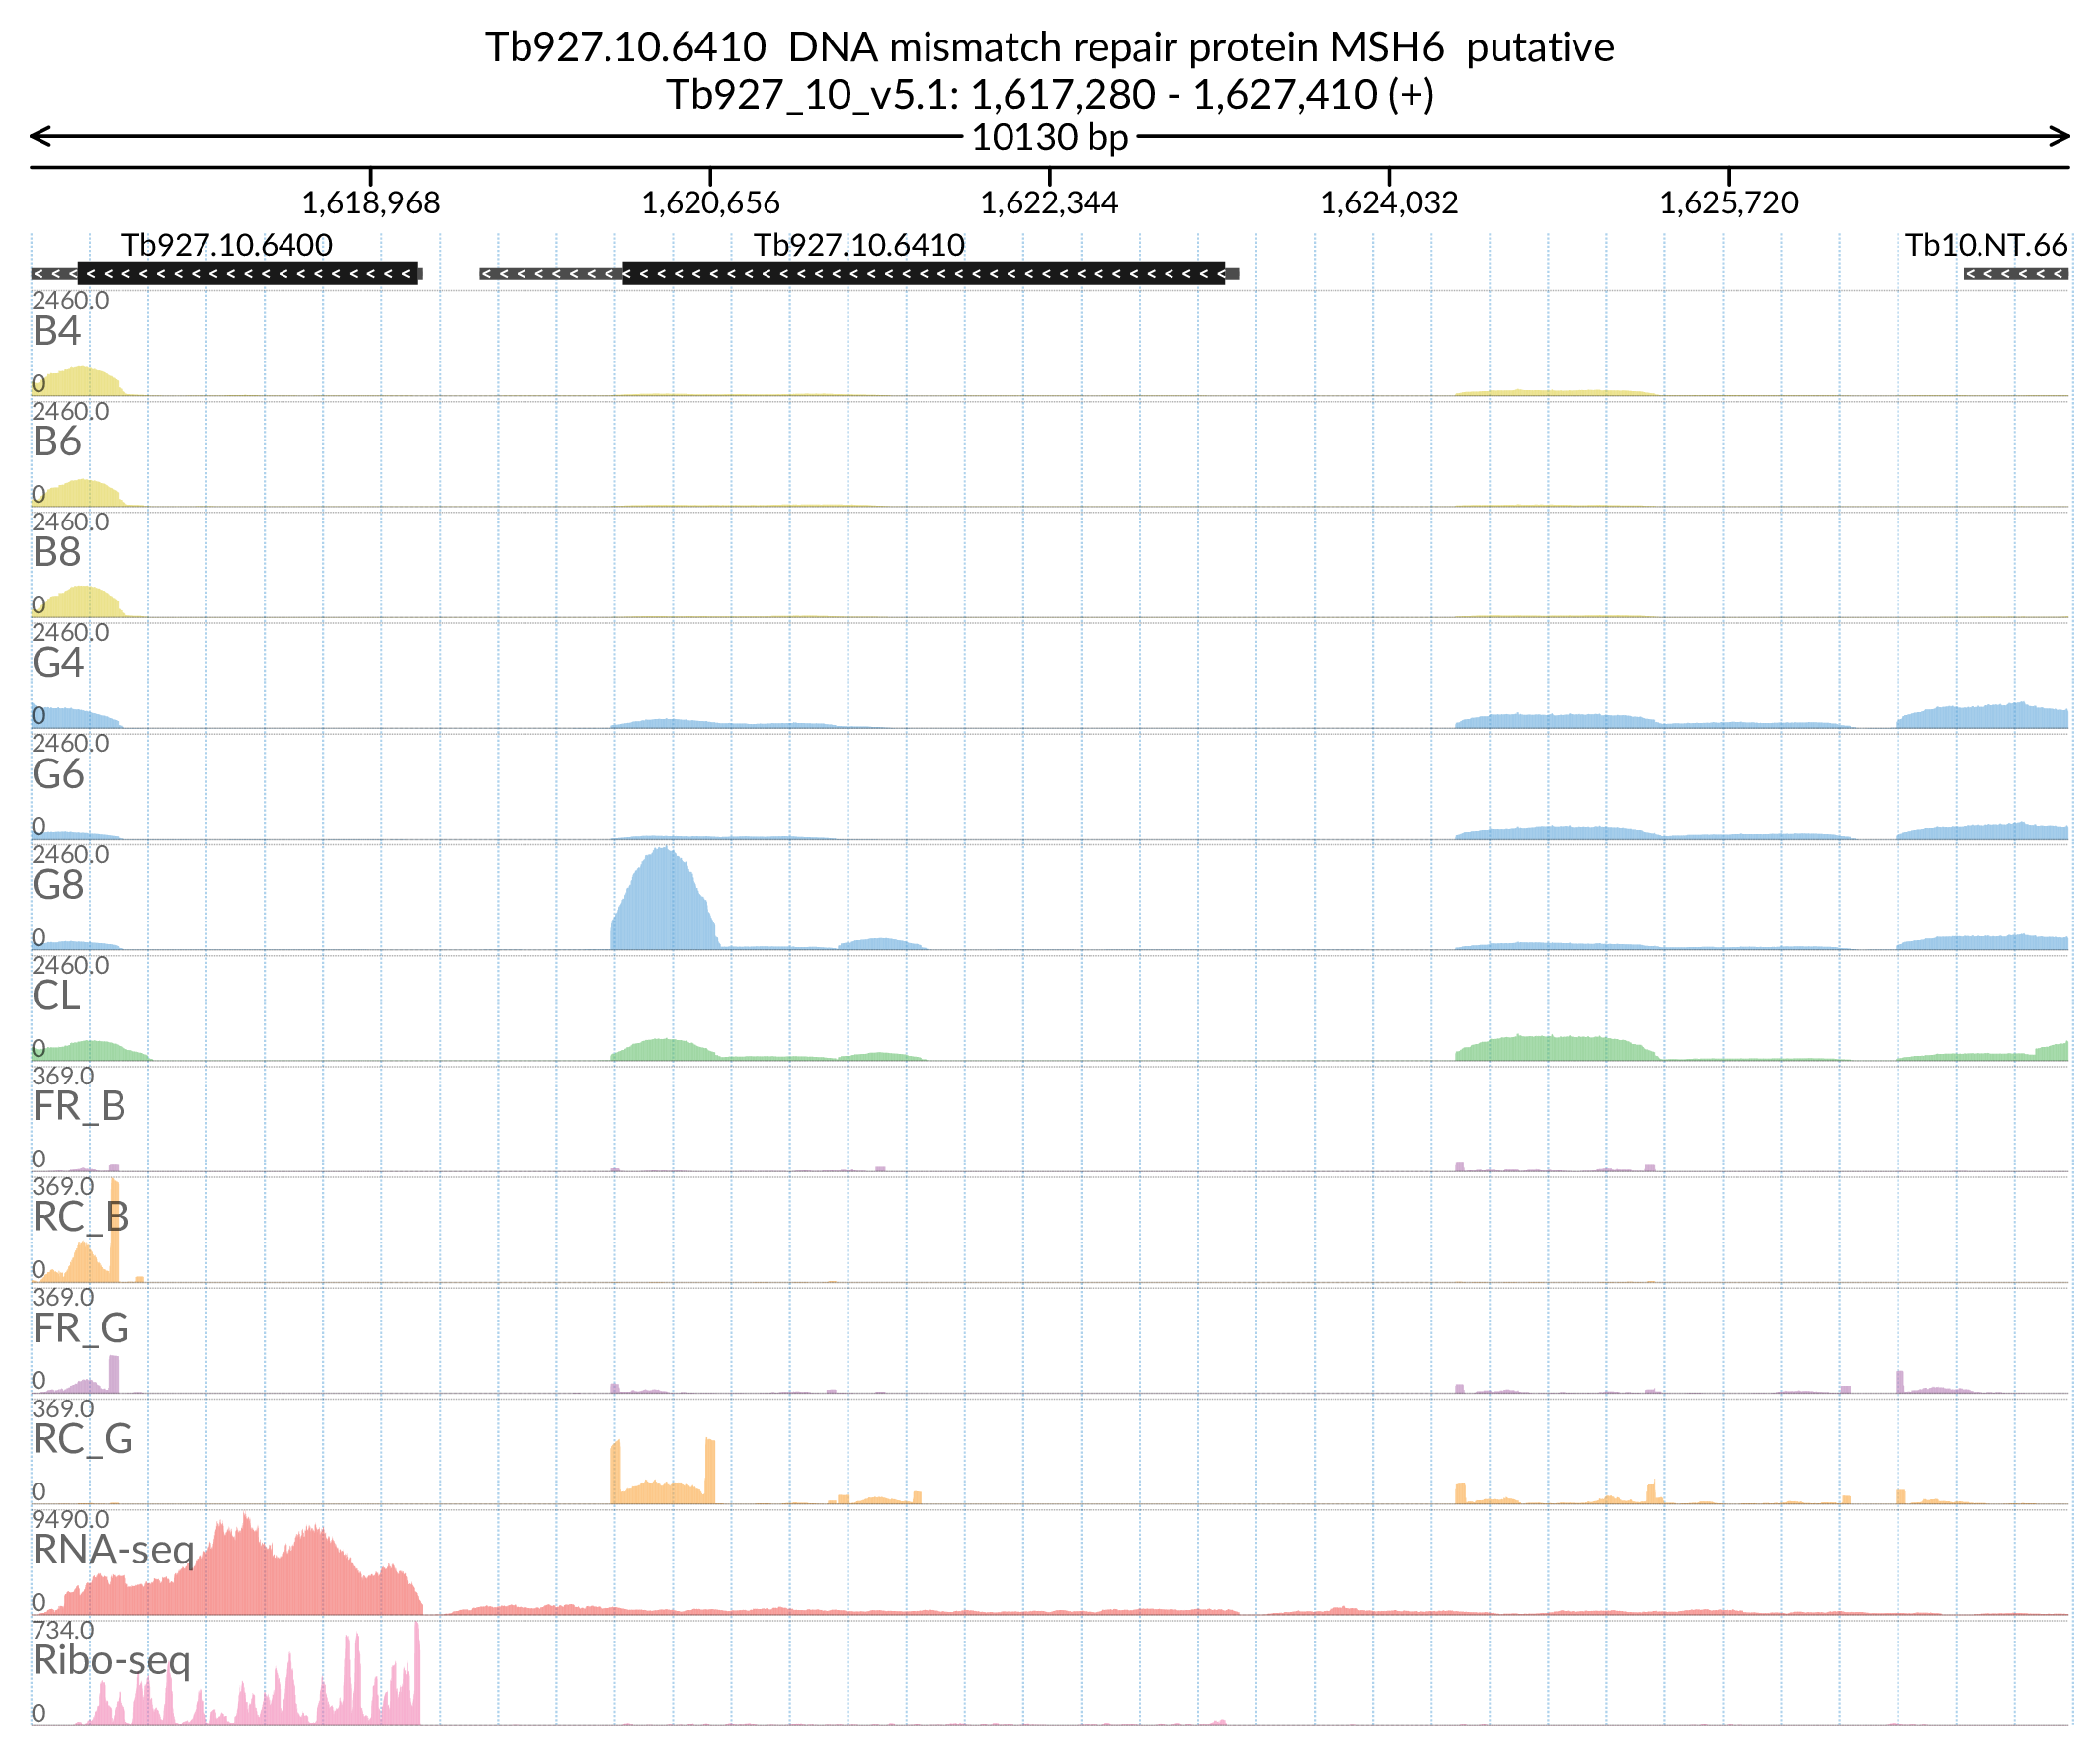 Tb927.10.6410  DNA mismatch repair protein MSH6  putative
Tb927_10_v5.1: 1,617,280 - 1,627,410 (+)
10130 bp
1,618,968 1,620,656 1,622,344 1,624,032 1,625,720
Tb927.10.6400 Tb927.10.6410 Tb10.NT.66
2460.0
B4
0
2460.0
B6
0
2460.0
B8
0
2460.0
G4
0
2460.0
G6
0
2460.0
G8
0
2460.0
CL
0
369.0
FR_B
0
369.0
RC_B
0
369.0
FR_G
0
369.0
RC_G
0
9490.0
RNA-seq
0
734.0
Ribo-seq
0